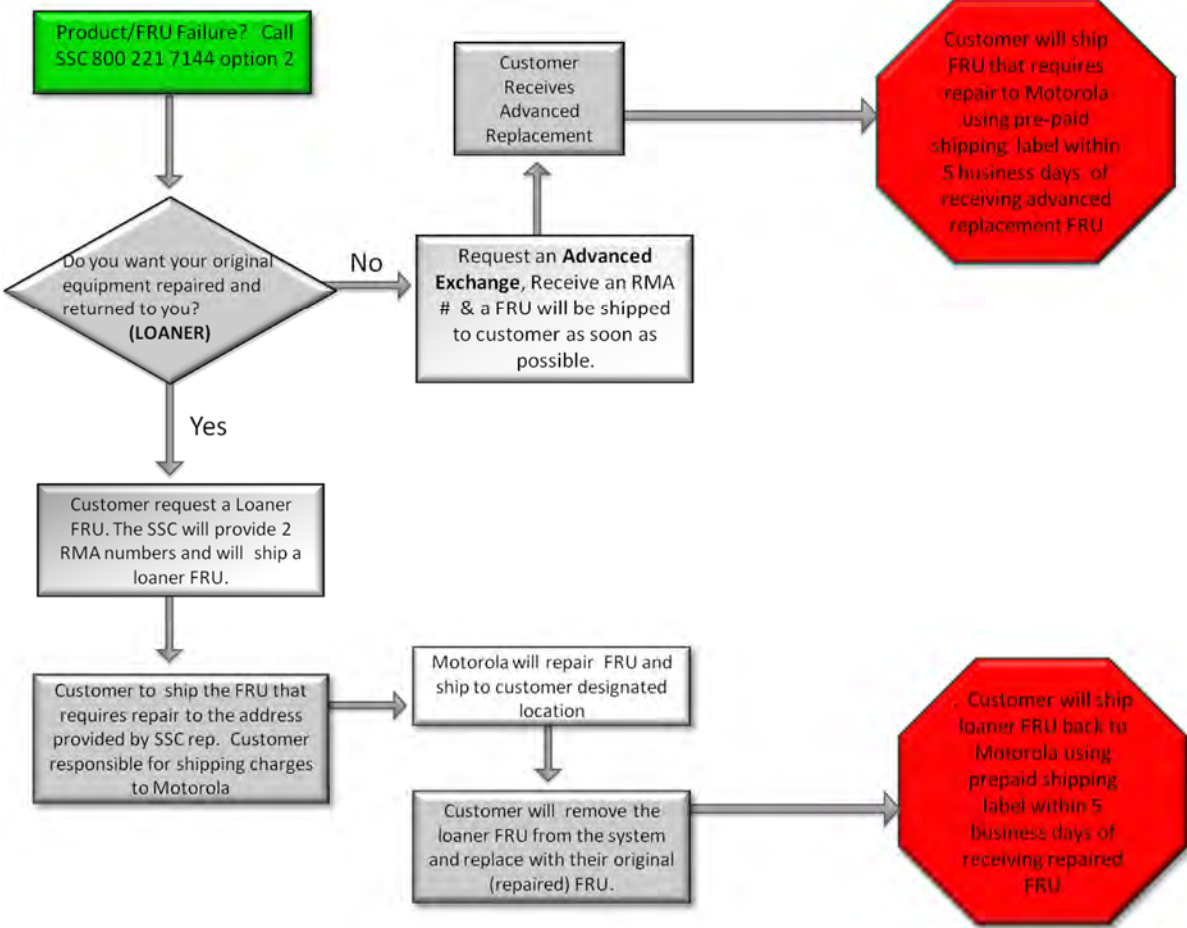 Product/FRU Failure? Call
SSC 800 221 7144 option 2
Do you want your original
equipment repaired and
returned to you?
(LOANER)
No
Request an Advanced
Exchange, Receive an RMA
# & a FRU will be shipped
to customer as soon as
possible.
Customer
Receives
Advanced
Replacement
Customer will ship
FRU that requires
repair to Motorola
using pre-paid
shipping label within
5 business days of
receiving advanced
replacement FRU
Yes
Customer request a Loaner
FRU. The SSC will provide 2
RMA numbers and will ship a
loaner FRU.
Customer to ship the FRU that
requires repair to the address
provided by SSC rep. Customer
responsible for shipping charges
to Motorola
Motorola will repair FRU and
ship to customer designated
location
Customer will remove the
loaner FRU from the system
and replace with their original
(repaired) FRU.
. Customer will ship
loaner FRU back to
Motorola using
prepaid shipping
label within 5
business days of
receiving repaired
FRU